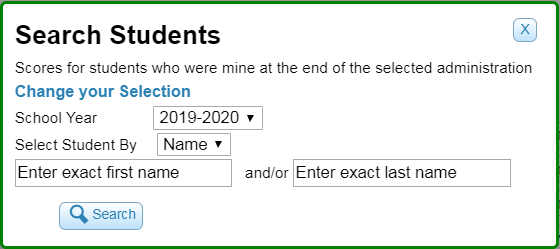 Search Students
X
Scores for students who were mine at the end of the selected administration
Change your Selection
School Year 2019-2020
Select Student By Name
Enter exact first name and/or Enter exact last name
Search